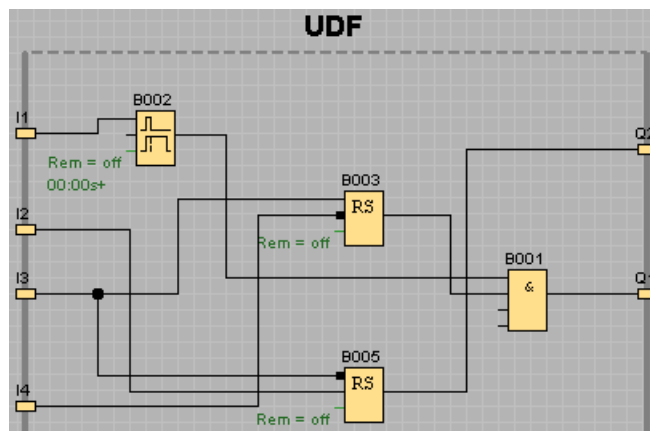 UDF
I1
B002
Q2
Rem = off
00:00s+
B003
RS
I2
Rem = off
B001
&
I3
Q1
B005
RS
I4
Rem = off